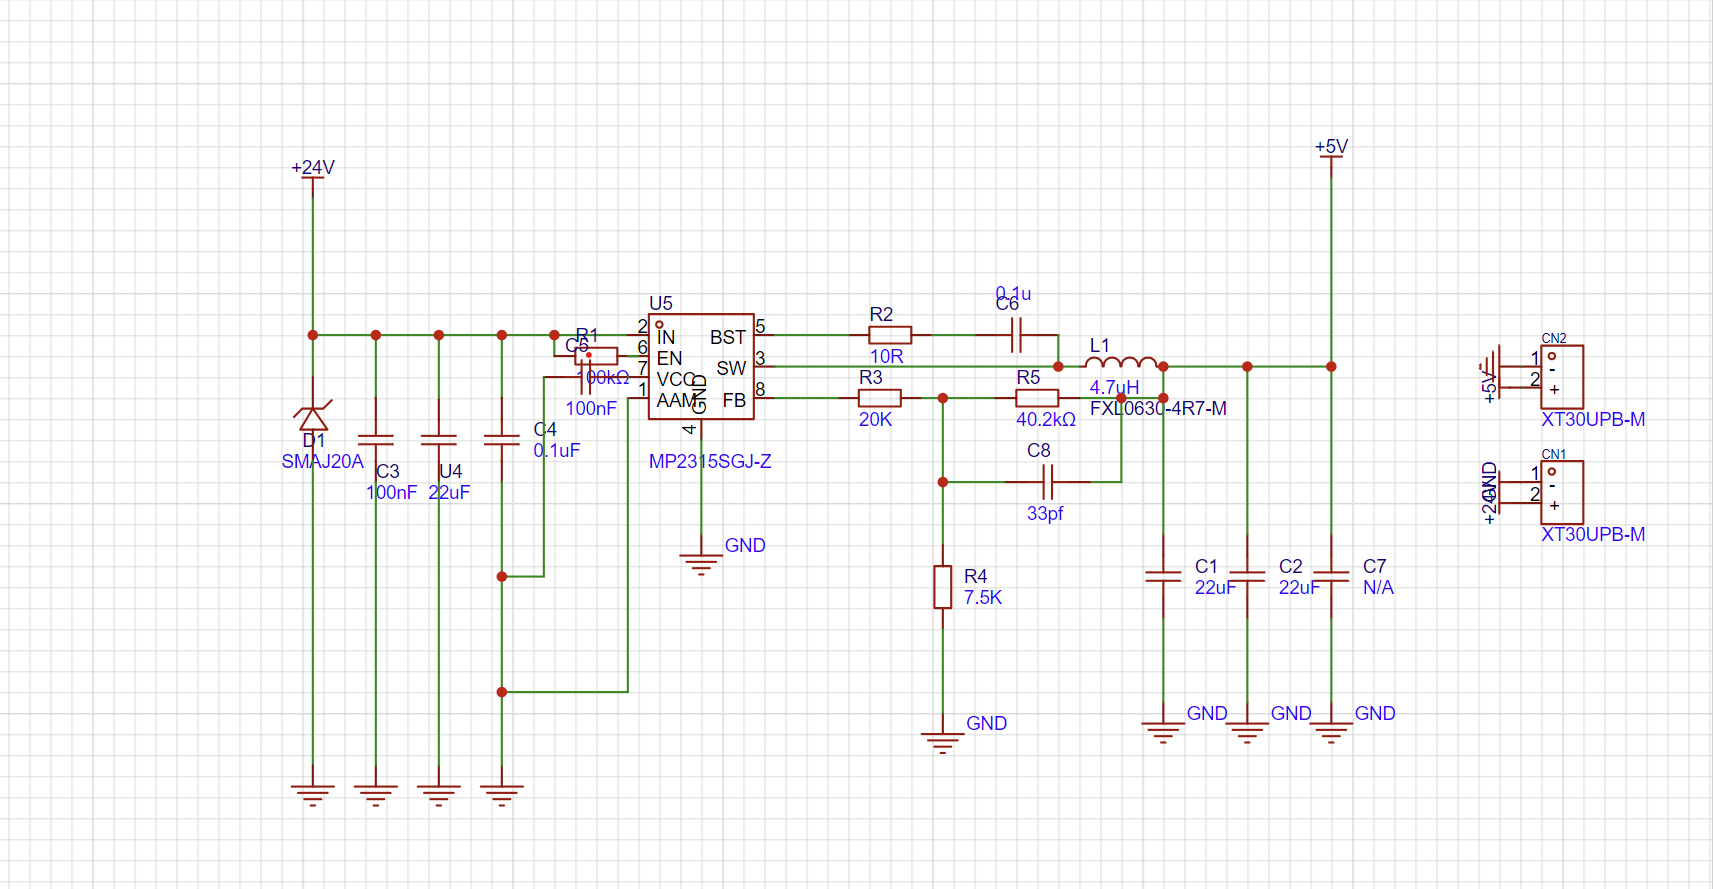 +24V
+5V
U5
2
IN
6
EN
7
VCC
1
AAM
GND
4
BST
5
SW
3
FB
8
MP2315SGJ-Z
R1
100kΩ
C5
100nF
R2
10R
0.1u
C6
L1
4.7uH
FXL0630-4R7-M
R3
20K
R5
40.2kΩ
C8
33pf
D1
SMAJ20A
C3
100nF
U4
22uF
C4
0.1uF
GND
R4
7.5K
GND
C1
22uF
C2
22uF
C7
N/A
GND
GND
GND
CN2
1
-
2
+
+5V
XT30UPB-M
CN1
1
-
2
+
GND
+24V
XT30UPB-M